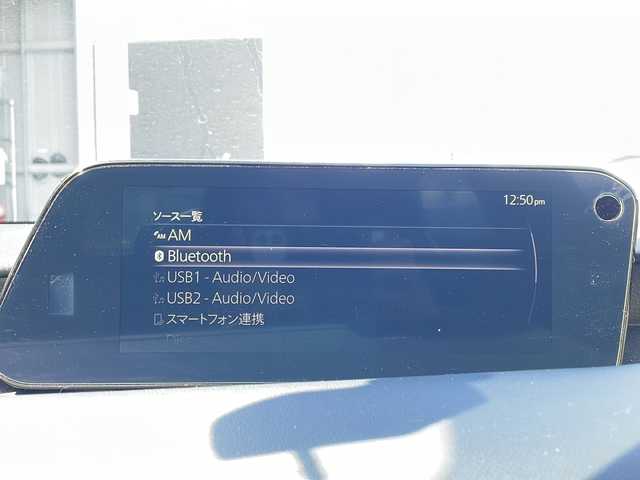 12:50pm
ソース一覧
AM
Bluetooth
USB1 - Audio/Video
USB2 - Audio/Video
スマートフォン連携